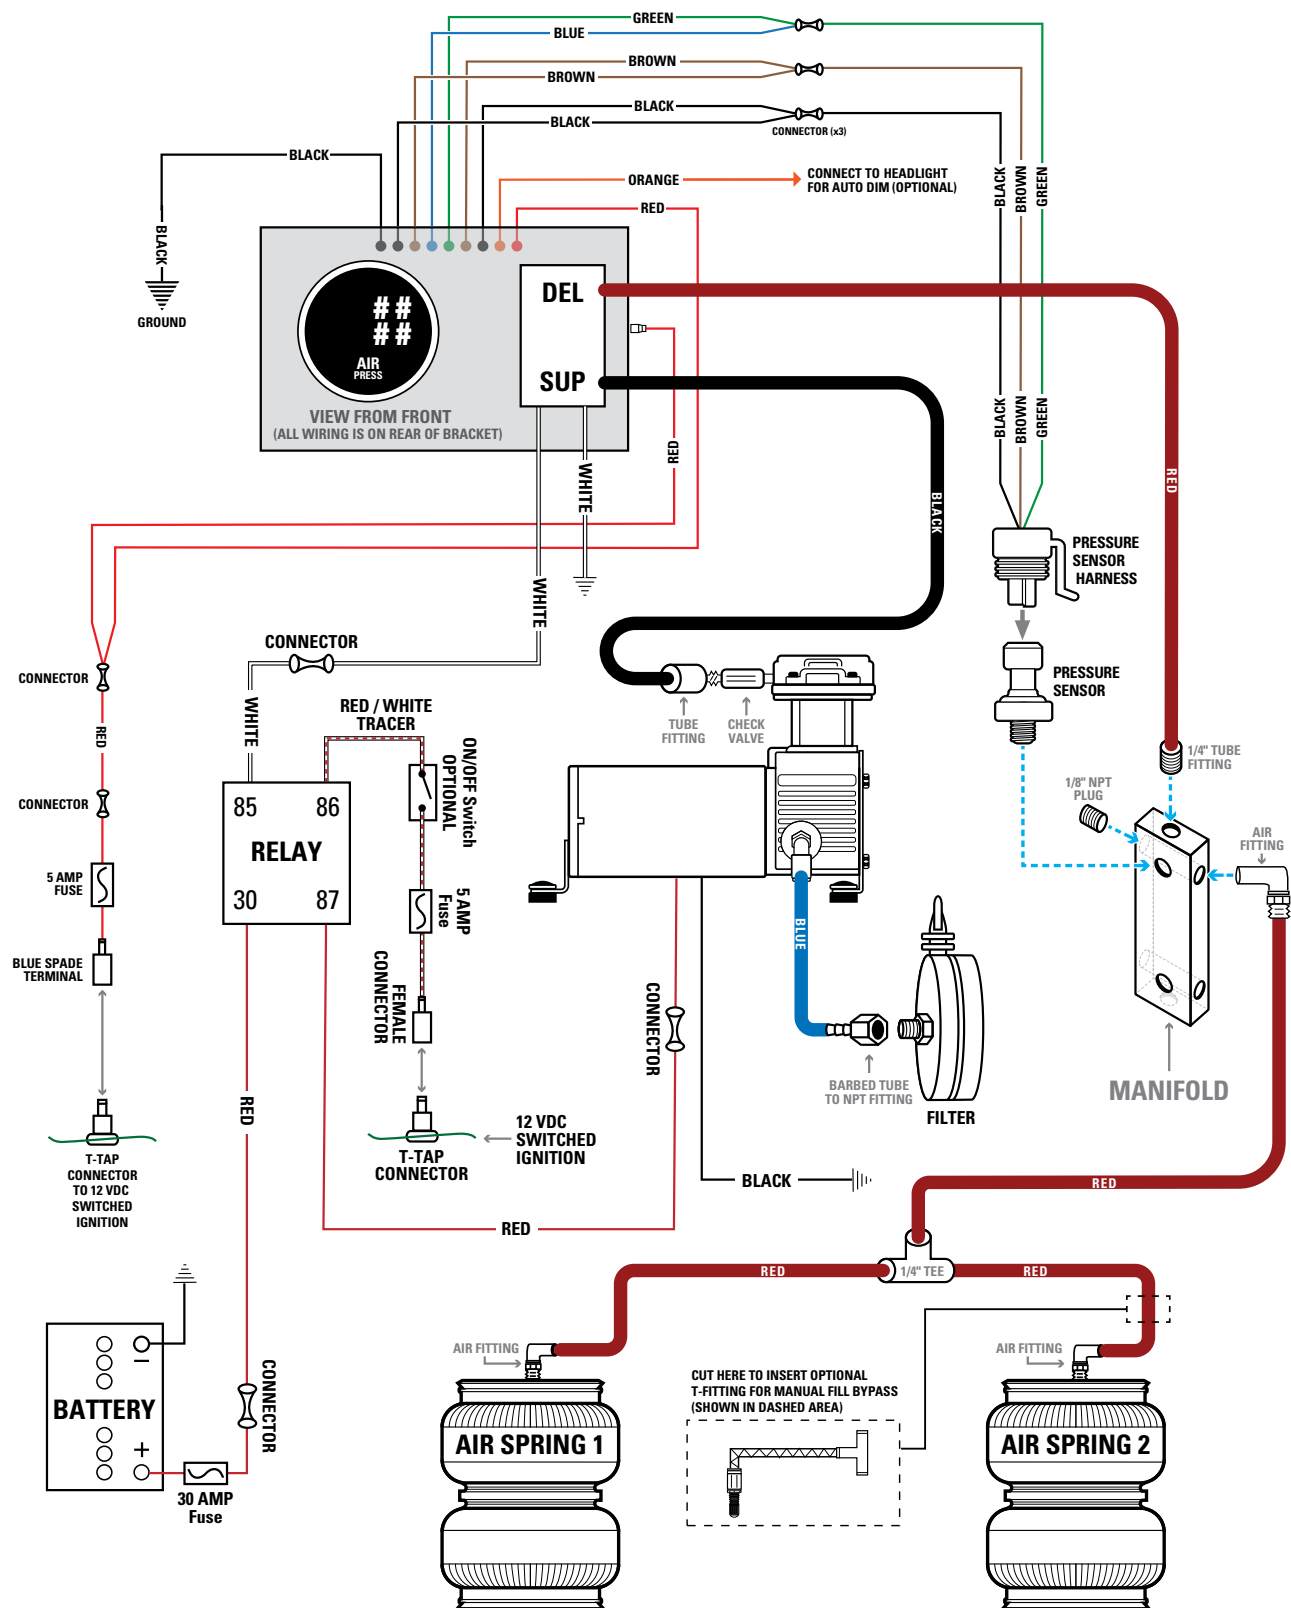 GREEN
BLUE
BROWN
BROWN
BLACK
BLACK
CONNECTOR (x3)
BLACK
ORANGE
CONNECT TO HEADLIGHT
FOR AUTO DIM (OPTIONAL)
RED
BLACK
BROWN
GREEN
BLACK
GROUND
DEL
SUP
##
##
AIR
PRESS
VIEW FROM FRONT
(ALL WIRING IS ON REAR OF BRACKET)
RED
WHITE
BLACK
BLACK
BROWN
GREEN
RED
PRESSURE
SENSOR
HARNESS
WHITE
CONNECTOR
CONNECTOR
RED
WHITE
RED / WHITE
TRACER
ON/OFF Switch
OPTIONAL
TUBE
FITTING
CHECK
VALVE
PRESSURE
SENSOR
1/4" TUBE
FITTING
1/8" NPT
PLUG
AIR
FITTING
CONNECTOR
85
86
RELAY
30
87
5 AMP
FUSE
5 AMP
Fuse
BLUE SPADE
TERMINAL
FEMALE
CONNECTOR
BLUE
CONNECTOR
BARBED TUBE
TO NPT FITTING
FILTER
MANIFOLD
RED
T-TAP
CONNECTOR
TO 12 VDC
SWITCHED
IGNITION
T-TAP
CONNECTOR
12 VDC
SWITCHED
IGNITION
BLACK
RED
RED
RED
1/4" TEE
RED
BATTERY
–
+
CONNECTOR
30 AMP
Fuse
AIR FITTING
AIR FITTING
CUT HERE TO INSERT OPTIONAL
T-FITTING FOR MANUAL FILL BYPASS
(SHOWN IN DASHED AREA)
AIR SPRING 1
AIR SPRING 2